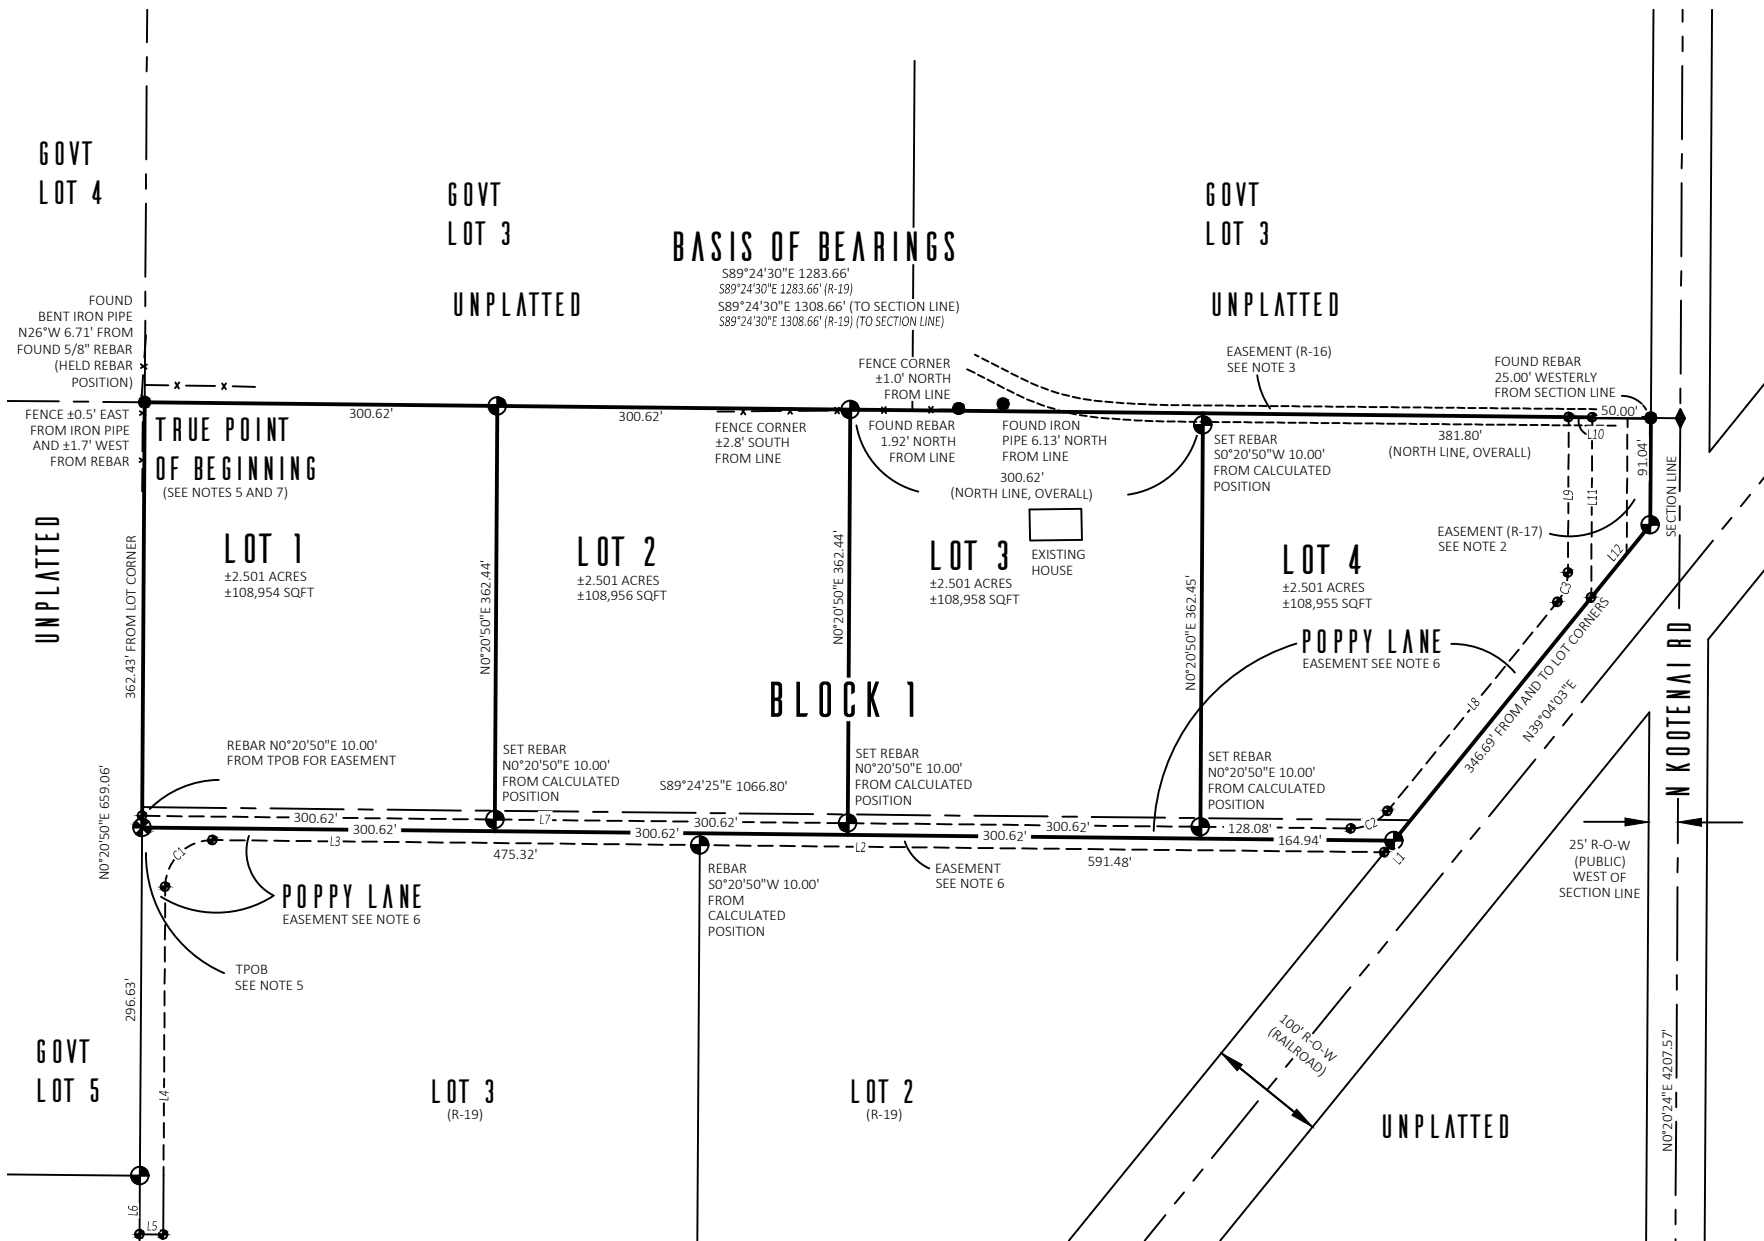 GOVT
LOT 4
GOVT
LOT 3
GOVT
LOT 3
BASIS OF BEARINGS
S89°24'30"E 1283.66'
S89°24'30"E 1283.66' (R-19)
S89°24'30"E 1308.66' (TO SECTION LINE)
S89°24'30"E 1308.66' (R-19) (TO SECTION LINE)
UNPLATTED
UNPLATTED
FOUND
BENT IRON PIPE
N26°W 6.71' FROM
FOUND 5/8" REBAR
(HELD REBAR
POSITION)
FENCE ±0.5' EAST
FROM IRON PIPE
AND ±1.7' WEST
FROM REBAR
TRUE POINT
OF BEGINNING
(SEE NOTES 5 AND 7)
300.62'
300.62'
FENCE CORNER
±1.0' NORTH
FROM LINE
FENCE CORNER
±2.8' SOUTH
FROM LINE
FOUND REBAR
1.92' NORTH
FROM LINE
FOUND IRON
PIPE 6.13' NORTH
FROM LINE
300.62'
(NORTH LINE, OVERALL)
EASEMENT (R-16)
SEE NOTE 3
FOUND REBAR
25.00' WESTERLY
FROM SECTION LINE
50.00'
L10
SET REBAR
S0°20'50"W 10.00'
FROM CALCULATED
POSITION
381.80'
(NORTH LINE, OVERALL)
91.04'
SECTION LINE
L9
L11
L12
C3
EASEMENT (R-17)
SEE NOTE 2
UNPLATTED
362.43' FROM LOT CORNER
LOT 1
±2.501 ACRES
±108,954 SQFT
N0°20'50"E 362.44'
LOT 2
±2.501 ACRES
±108,956 SQFT
N0°20'50"E 362.44'
LOT 3
±2.501 ACRES
±108,958 SQFT
EXISTING
HOUSE
N0°20'50"E 362.45'
LOT 4
±2.501 ACRES
±108,955 SQFT
POPPY LANE
EASEMENT SEE NOTE 6
L8
346.69' FROM AND TO LOT CORNERS
N39°04'03"E
N KOOTENAI RD
BLOCK 1
REBAR N0°20'50"E 10.00'
FROM TPOB FOR EASEMENT
SET REBAR
N0°20'50"E 10.00'
FROM CALCULATED
POSITION
S89°24'25"E 1066.80'
SET REBAR
N0°20'50"E 10.00'
FROM CALCULATED
POSITION
SET REBAR
N0°20'50"E 10.00'
FROM CALCULATED
POSITION
N0°20'50"E 659.06'
300.62'
L7
300.62'
300.62'
128.08'
C2
300.62'
300.62'
300.62'
164.94'
L1
C1
L3
475.32'
L2
591.48'
POPPY LANE
EASEMENT SEE NOTE 6
REBAR
S0°20'50"W 10.00'
FROM
CALCULATED
POSITION
EASEMENT
SEE NOTE 6
25' R-O-W
(PUBLIC)
WEST OF
SECTION LINE
TPOB
SEE NOTE 5
296.63'
GOVT
LOT 5
L4
LOT 3
(R-19)
LOT 2
(R-19)
100' R-O-W
(RAILROAD)
UNPLATTED
N0°20'24"E 4207.57'
L6
L5